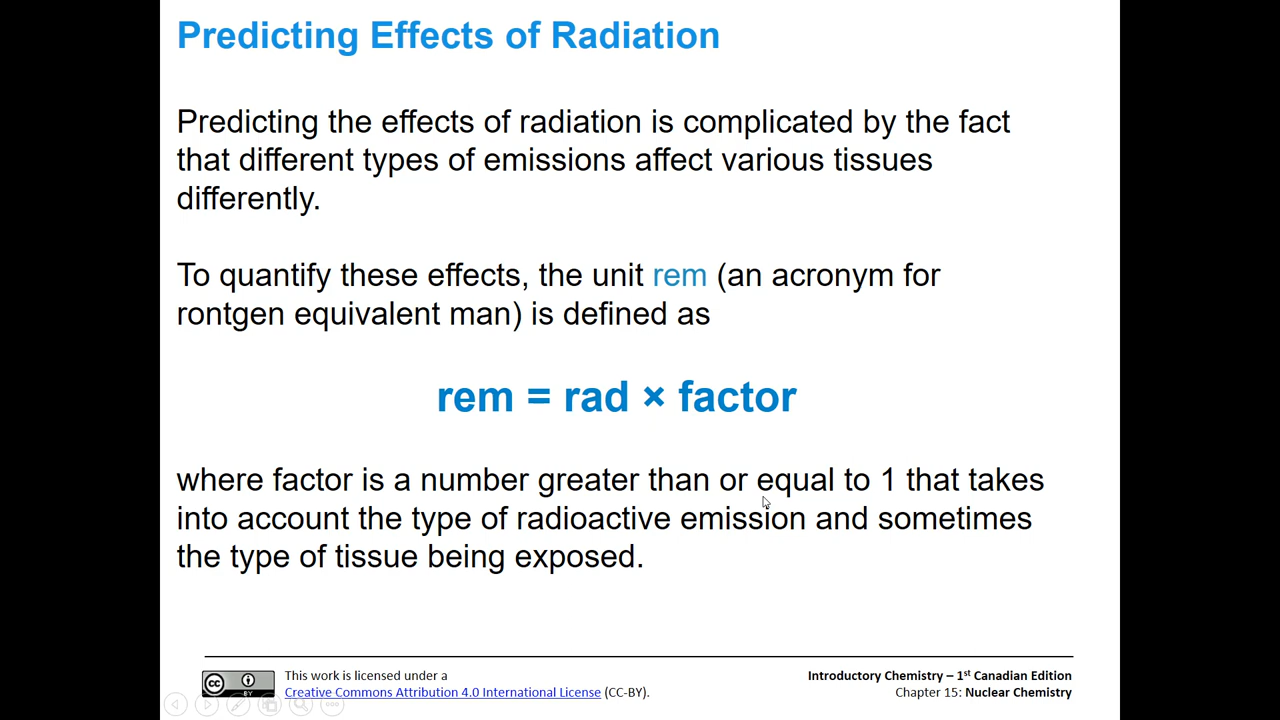 Predicting Effects of Radiation
Predicting the effects of radiation is complicated by the fact
that different types of emissions affect various tissues
differently.
To quantify these effects, the unit rem (an acronym for
rontgen equivalent man) is defined as
rem = rad × factor
where factor is a number greater than or equal to 1 that takes
into account the type of radioactive emission and sometimes
the type of tissue being exposed.
CC BY
This work is licensed under a
Creative Commons Attribution 4.0 International License (CC-BY).
Introductory Chemistry – 1st Canadian Edition
Chapter 15: Nuclear Chemistry